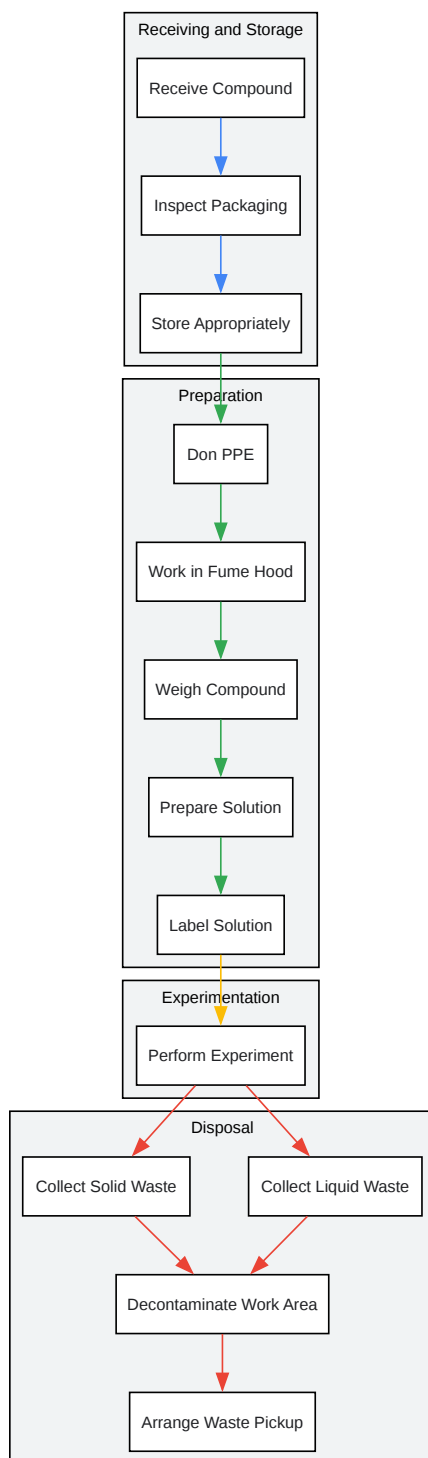 Receiving and Storage
Receive Compound
Inspect Packaging
Store Appropriately
Preparation
Don PPE
Work in Fume Hood
Weigh Compound
Prepare Solution
Label Solution
Experimentation
Perform Experiment
Disposal
Collect Solid Waste
Collect Liquid Waste
Decontaminate Work Area
Arrange Waste Pickup